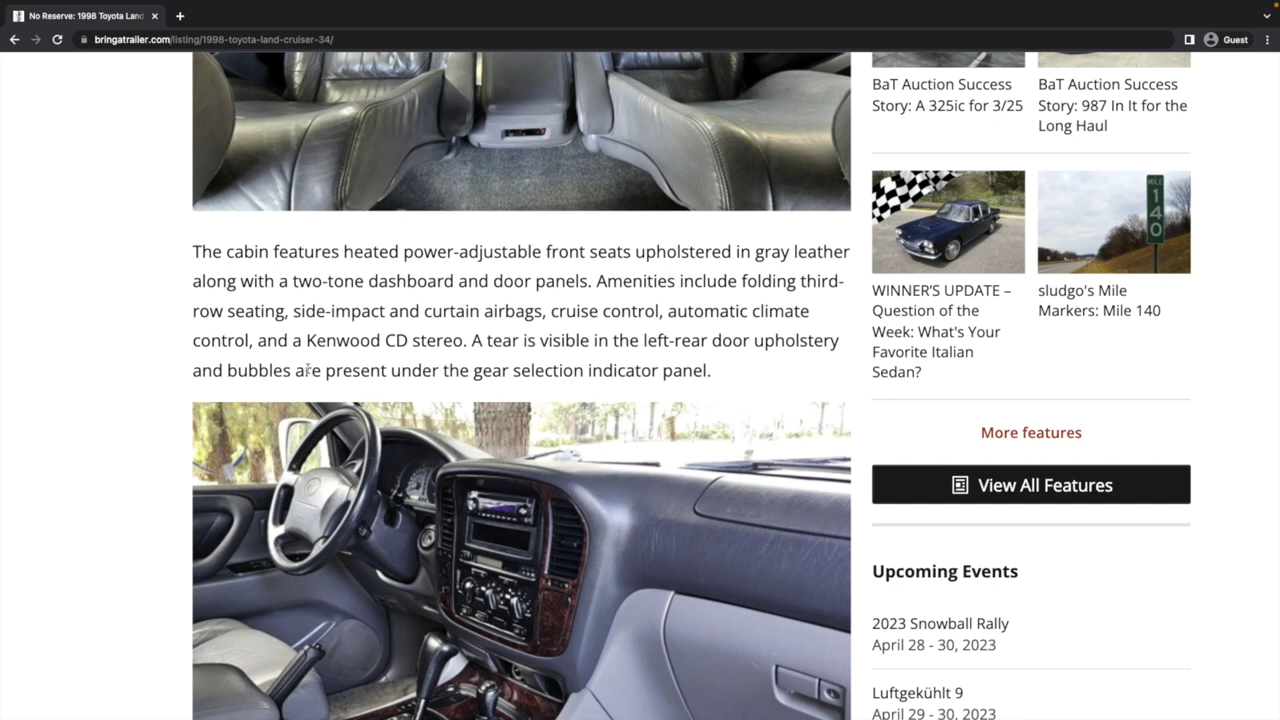 No Reserve: 1998 Toyota Land
bringatrailer.com/listing/1998-toyota-land-cruiser-34/
Guest
The cabin features heated power-adjustable front seats upholstered in gray leather
along with a two-tone dashboard and door panels. Amenities include folding third-
row seating, side-impact and curtain airbags, cruise control, automatic climate
control, and a Kenwood CD stereo. A tear is visible in the left-rear door upholstery
and bubbles are present under the gear selection indicator panel.
BaT Auction Success
Story: A 325ic for 3/25
BaT Auction Success
Story: 987 In It for the
Long Haul
MILE
1
4
0
WINNER'S UPDATE –
Question of the
Week: What's Your
Favorite Italian
Sedan?
sludgo's Mile
Markers: Mile 140
More features
View All Features
Upcoming Events
2023 Snowball Rally
April 28 - 30, 2023
Luftgekühlt 9
April 29 - 30, 2023